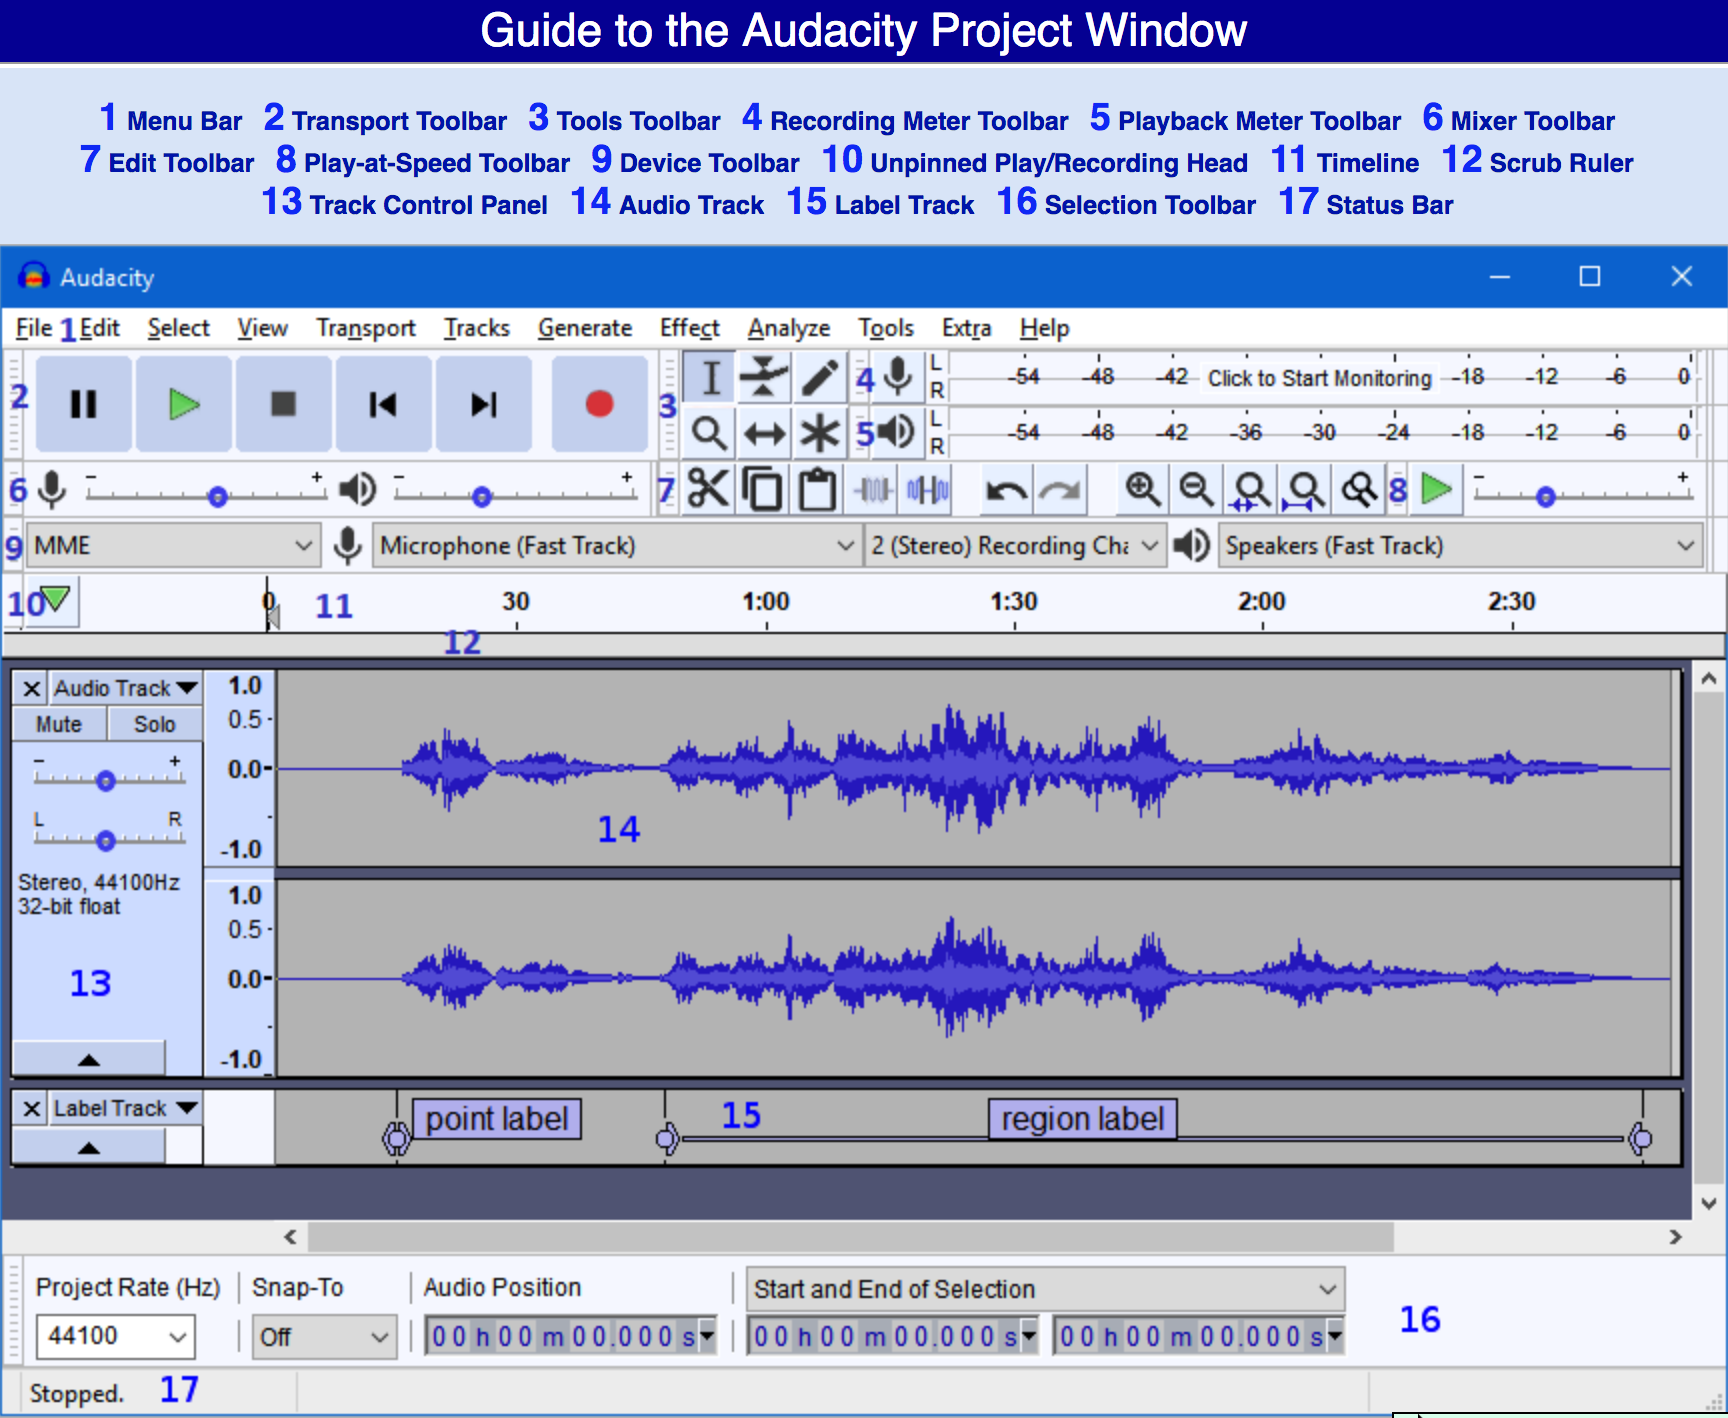 Guide to the Audacity Project Window
1 Menu Bar 2 Transport Toolbar 3 Tools Toolbar 4 Recording Meter Toolbar 5 Playback Meter Toolbar 6 Mixer Toolbar
7 Edit Toolbar 8 Play-at-Speed Toolbar 9 Device Toolbar 10 Unpinned Play/Recording Head 11 Timeline 12 Scrub Ruler
13 Track Control Panel 14 Audio Track 15 Label Track 16 Selection Toolbar 17 Status Bar
Audacity
File 1 Edit Select View Transport Tracks Generate Effect Analyze Tools Extra Help
2 3 4 L R -54 -48 -42 Click to Start Monitoring -18 -12 -6 0
5 L R -54 -48 -42 -36 -30 -24 -18 -12 -6 0
6 - + - + 7 8 - +
9 MME Microphone (Fast Track) 2 (Stereo) Recording Cha Speakers (Fast Track)
10 0 11 30 1:00 1:30 2:00 2:30
12
Audio Track 1.0
Mute Solo 0.5
- + 0.0
L R
14
-1.0
Stereo, 44100Hz
32-bit float
1.0
0.5
13 0.0
-1.0
Label Track point label 15 region label
Project Rate (Hz) Snap-To Audio Position Start and End of Selection
16
44100 Off 00 h 00 m 00.000 s 00 h 00 m 00.000 s 00 h 00 m 00.000 s
Stopped. 17